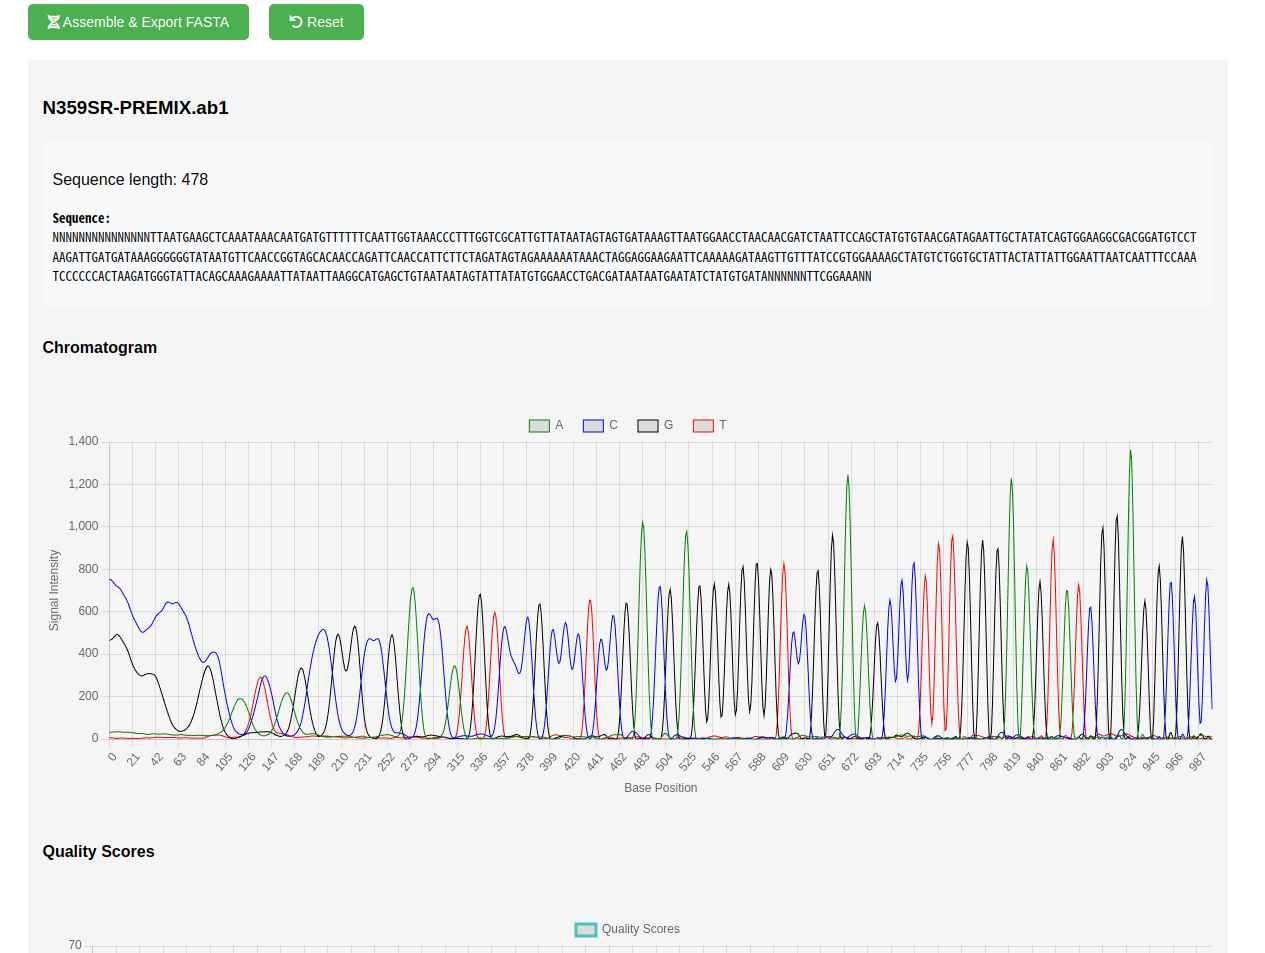 Assemble & Export FASTA
Reset
N359SR-PREMIX.ab1
Sequence length: 478
Sequence:
NNNNNNNNNNNNNNNTTAATGAAGCTCAAATAAACAATGATGTTTTTTCAATTGGTAAACCCTTTGGTCGCATTGTTATAATAGTAGTGATAAAGTTAATGGAACCTAACAACGATCTAATTCCAGCTATGTGTAACGATAGAATTGCTATATCAGTGGAAGGCGACGGATGTCCT
AAGATTGATGATAAAGGGGGGTATAATGTTCAACCGGTAGCACAACCAGATTCAACCATTCTTCTAGATAGTAGAAAAAATAAACTAGGAGGAAGAATTCAAAAAGATAAGTTGTTTATCCGTGGAAAAGCTATGTCTGGTGCTATTACTATTATTGGAATTAATCAATTTCCAAA
TCCCCCCACTAAGATGGGTATTACAGCAAAGAAAATTATAATTAAGGCATGAGCTGTAATAATAGTATTATATGTGGAACCTGACGATAATAATGAATATCTATGTGATANNNNNNTTCGGAAANN
Chromatogram
A C G T
1,400
1,200
1,000
800
600
400
200
0
Signal Intensity
0 21 42 63 84 105 126 147 168 189 210 231 252 273 294 315 336 357 378 399 420 441 462 483 504 525 546 567 588 609 630 651 672 693 714 735 756 777 798 819 840 861 882 903 924 945 966 987
Base Position
Quality Scores
Quality Scores
70